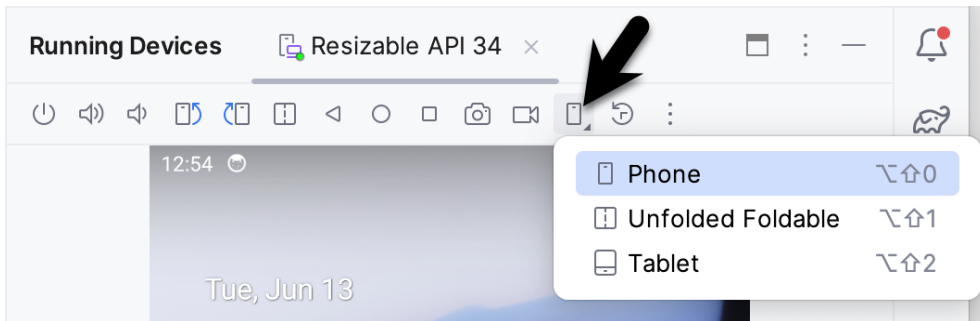 Running Devices Resizable API 34
12:54
Phone ⌥⇧0
Unfolded Foldable ⌥⇧1
Tablet ⌥⇧2
Tue, Jun 13